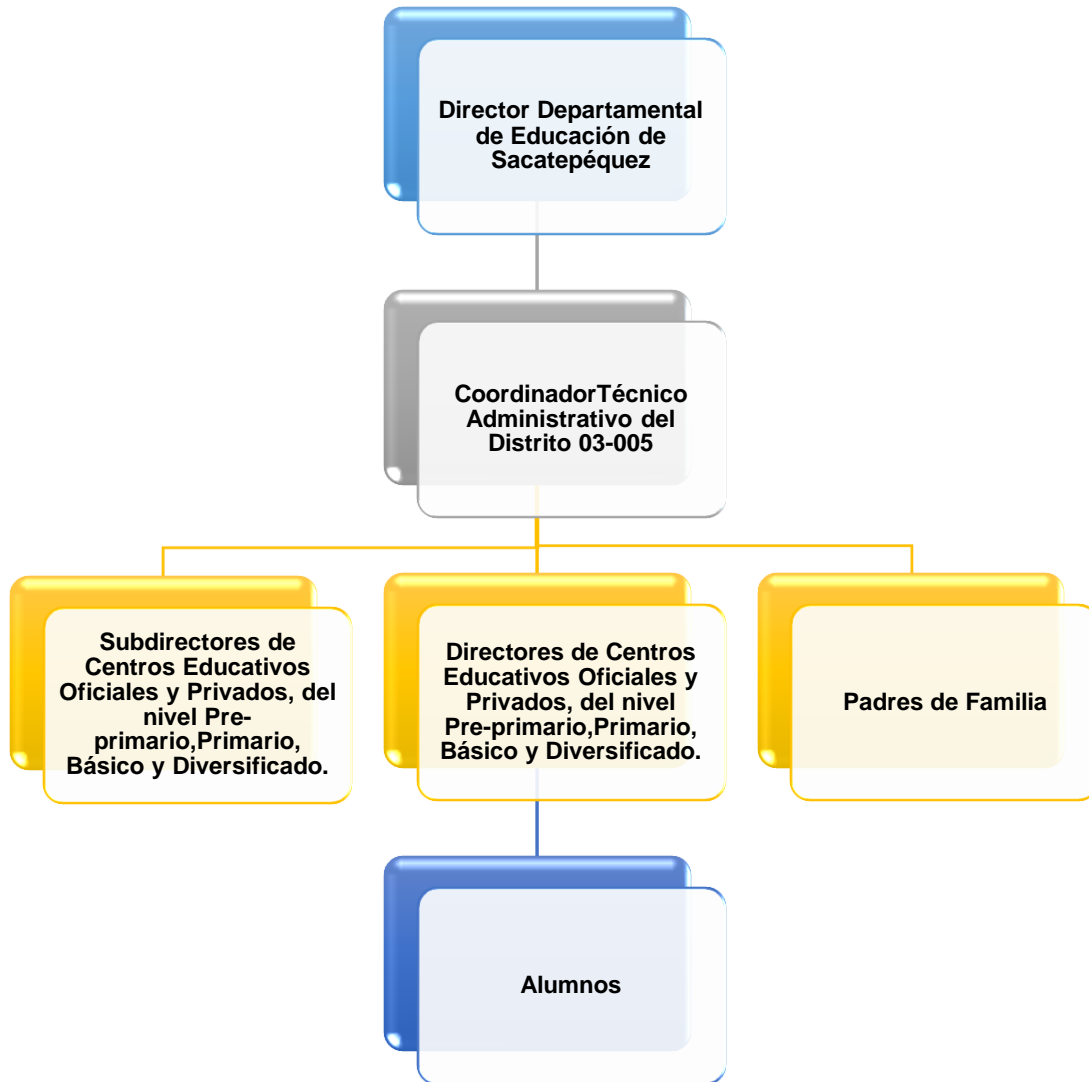 Director Departamental
de Educación de
Sacatepéquez
CoordinadorTécnico
Administrativo del
Distrito 03-005
Subdirectores de
Centros Educativos
Oficiales y Privados, del
nivel Pre-
primario,Primario,
Básico y Diversificado.
Directores de Centros
Educativos Oficiales y
Privados, del nivel
Pre-primario,Primario,
Básico y Diversificado.
Padres de Familia
Alumnos